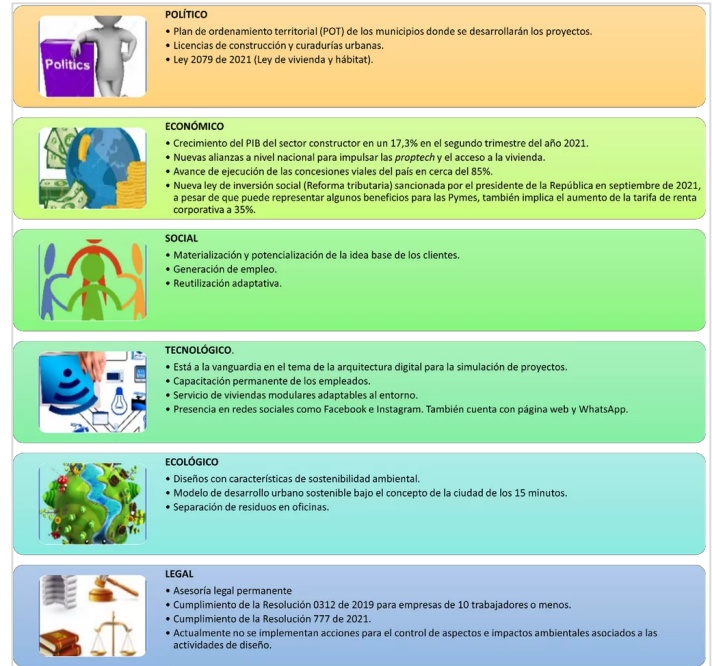 POLÍTICO
• Plan de ordenamiento territorial (POT) de los municipios donde se desarrollarán los proyectos.
• Licencias de construcción y curadurías urbanas.
• Ley 2079 de 2021 (Ley de vivienda y hábitat).
Politics
ECONÓMICO
• Crecimiento del PIB del sector constructor en un 17,3% en el segundo trimestre del año 2021.
• Nuevas alianzas a nivel nacional para impulsar las proptech y el acceso a la vivienda.
• Avance de ejecución de las concesiones viales del país en cerca del 85%.
• Nueva ley de inversión social (Reforma tributaria) sancionada por el presidente de la República en septiembre de 2021,
a pesar de que puede representar algunos beneficios para las Pymes, también implica el aumento de la tarifa de renta
corporativa a 35%.
SOCIAL
• Materialización y potencialización de la idea base de los clientes.
• Generación de empleo.
• Reutilización adaptativa.
TECNOLÓGICO.
• Está a la vanguardia en el tema de la arquitectura digital para la simulación de proyectos.
• Capacitación permanente de los empleados.
• Servicio de viviendas modulares adaptables al entorno.
• Presencia en redes sociales como Facebook e Instagram. También cuenta con página web y WhatsApp.
ECOLÓGICO
• Diseños con características de sostenibilidad ambiental.
• Modelo de desarrollo urbano sostenible bajo el concepto de la ciudad de los 15 minutos.
• Separación de residuos en oficinas.
LEGAL
• Asesoría legal permanente
• Cumplimiento de la Resolución 0312 de 2019 para empresas de 10 trabajadores o menos.
• Cumplimiento de la Resolución 777 de 2021.
• Actualmente no se implementan acciones para el control de aspectos e impactos ambientales asociados a las
actividades de diseño.